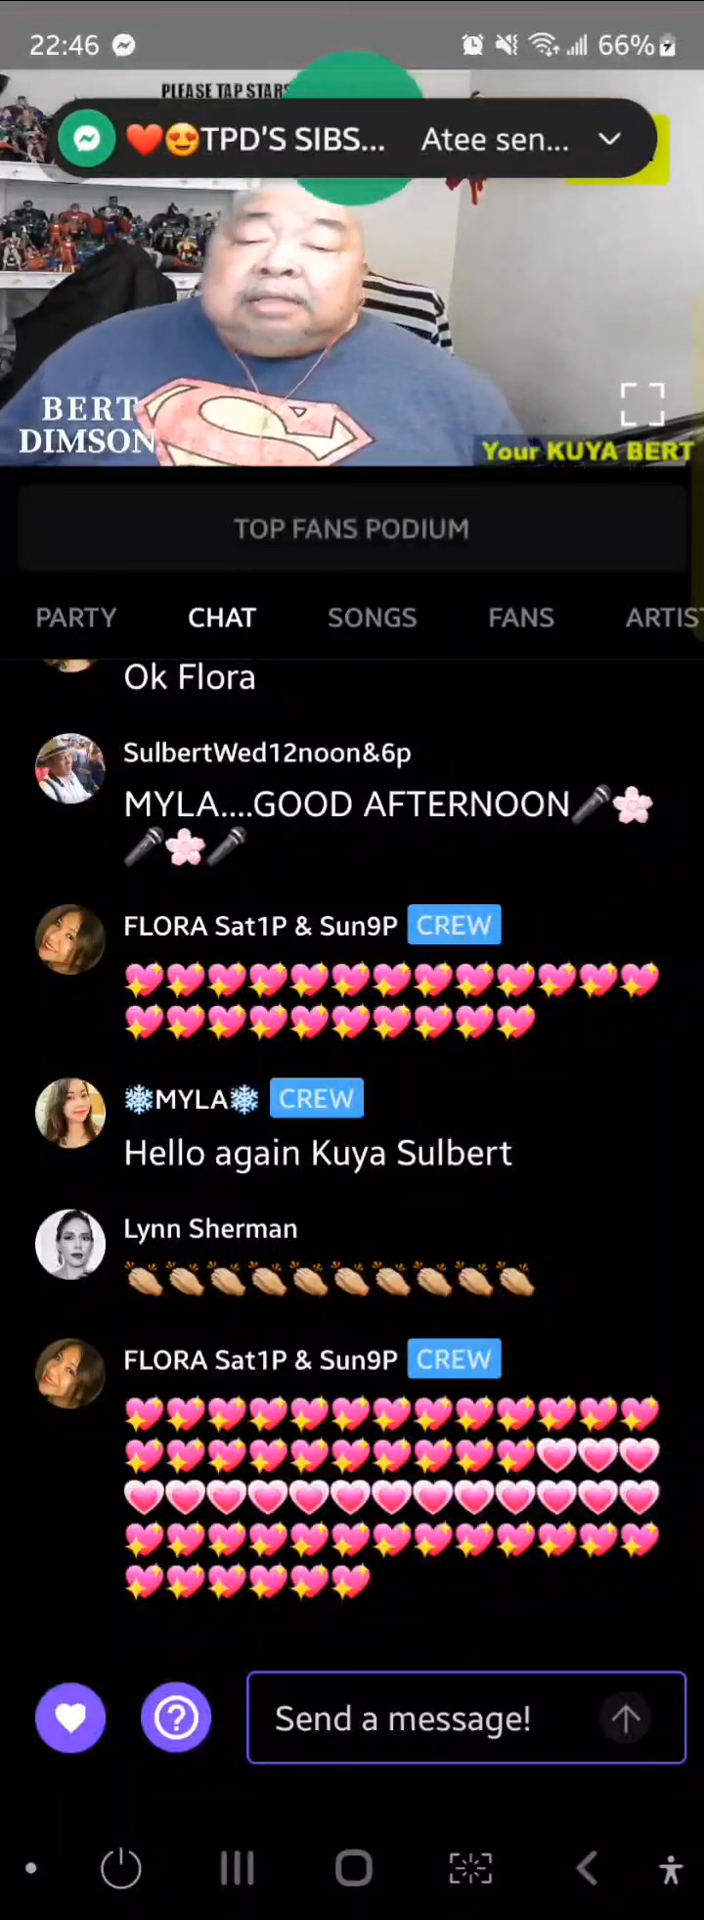 22:46
66%
PLEASE TAP STARS
❤️😍TPD'S SIBS... Atee sen...
BERT
DIMSON
Your KUYA BERT
TOP FANS PODIUM
PARTY CHAT SONGS FANS ARTIS
Ok Flora
SulbertWed12noon&6p
MYLA....GOOD AFTERNOON🎤🌸
🎤🌸🎤
FLORA Sat1P & Sun9P CREW
💖💖💖💖💖💖💖💖💖💖💖💖💖
💖💖💖💖💖💖💖💖💖💖
❄️MYLA❄️ CREW
Hello again Kuya Sulbert
Lynn Sherman
👏🏼👏🏼👏🏼👏🏼👏🏼👏🏼👏🏼👏🏼👏🏼👏🏼
FLORA Sat1P & Sun9P CREW
💖💖💖💖💖💖💖💖💖💖💖💖💖
💖💖💖💖💖💖💖💖💖💖💗💗💗
💗💗💗💗💗💗💗💗💗💗💗💗💗
💖💖💖💖💖💖💖💖💖💖💖💖💖
💖💖💖💖💖💖
Send a message!